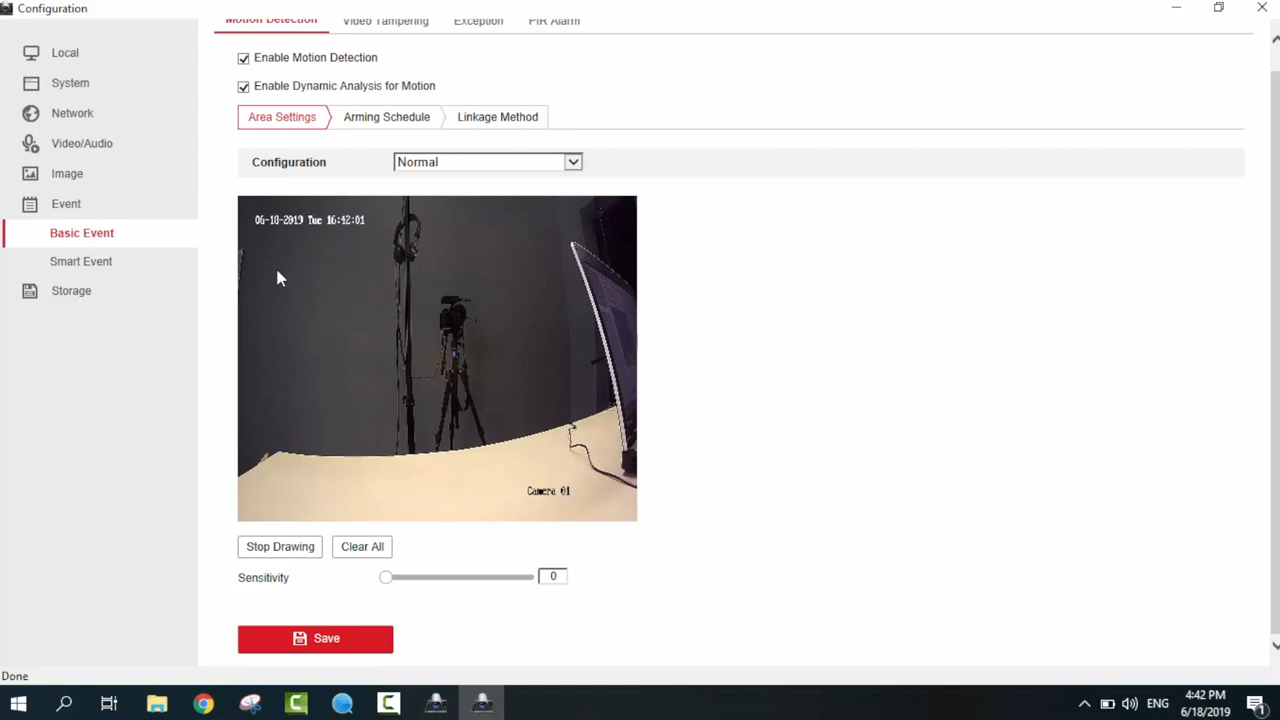 Configuration
Motion Detection Video Tampering Exception PIR Alarm
Local
System
Network
Video/Audio
Image
Event
Basic Event
Smart Event
Storage
Enable Motion Detection
Enable Dynamic Analysis for Motion
Area Settings Arming Schedule Linkage Method
Configuration Normal
06-18-2019 Tue 16:42:01
Camera 01
Stop Drawing Clear All
Sensitivity 0
Save
Done
ENG
4:42 PM
6/18/2019
1